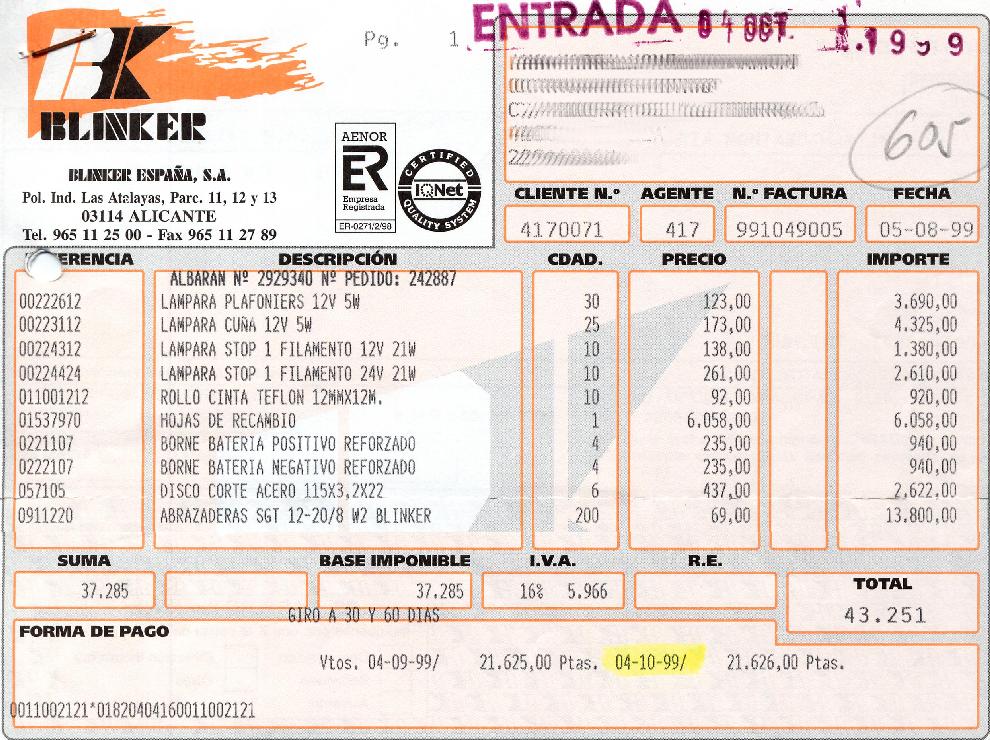 Pg. 1
ENTRADA 04 OCT. 1.999
BK
BLINKER
BLINKER ESPAÑA, S.A.
Pol. Ind. Las Atalayas, Parc. 11, 12 y 13
03114 ALICANTE
Tel. 965 11 25 00 - Fax 965 11 27 89
AENOR
ER
Empresa
Registrada
ER-0271/2/98
CERTIFIED
IQNet
QUALITY SYSTEM
605
CLIENTE N.º AGENTE N.º FACTURA FECHA
4170071 417 991049005 05-08-99
ERENCIA DESCRIPCIÓN CDAD. PRECIO IMPORTE
ALBARAN Nº 2929340 Nº PEDIDO: 242887
00222612 LAMPARA PLAFONIERS 12V 5W 30 123,00 3.690,00
00223112 LAMPARA CUÑA 12V 5W 25 173,00 4.325,00
00224312 LAMPARA STOP 1 FILAMENTO 12V 21W 10 138,00 1.380,00
00224424 LAMPARA STOP 1 FILAMENTO 24V 21W 10 261,00 2.610,00
011001212 ROLLO CINTA TEFLON 12MMX12M. 10 92,00 920,00
01537970 HOJAS DE RECAMBIO 1 6.058,00 6.058,00
0221107 BORNE BATERIA POSITIVO REFORZADO 4 235,00 940,00
0222107 BORNE BATERIA NEGATIVO REFORZADO 4 235,00 940,00
057105 DISCO CORTE ACERO 115X3,2X22 6 437,00 2.622,00
0911220 ABRAZADERAS SGT 12-20/8 W2 BLINKER 200 69,00 13.800,00
SUMA BASE IMPONIBLE I.V.A. R.E. TOTAL
37.285 37.285 16% 5.966 43.251
GIRO A 30 Y 60 DIAS
FORMA DE PAGO
Vtos. 04-09-99/ 21.625,00 Ptas. 04-10-99/ 21.626,00 Ptas.
0011002121*01820404160011002121